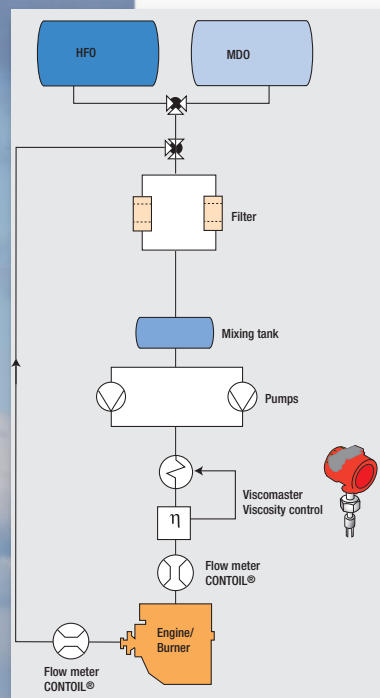 HFO
MDO
Filter
Mixing tank
Pumps
Viscomaster
Viscosity control
η
Flow meter
CONTOIL®
Engine/
Burner
Flow meter
CONTOIL®